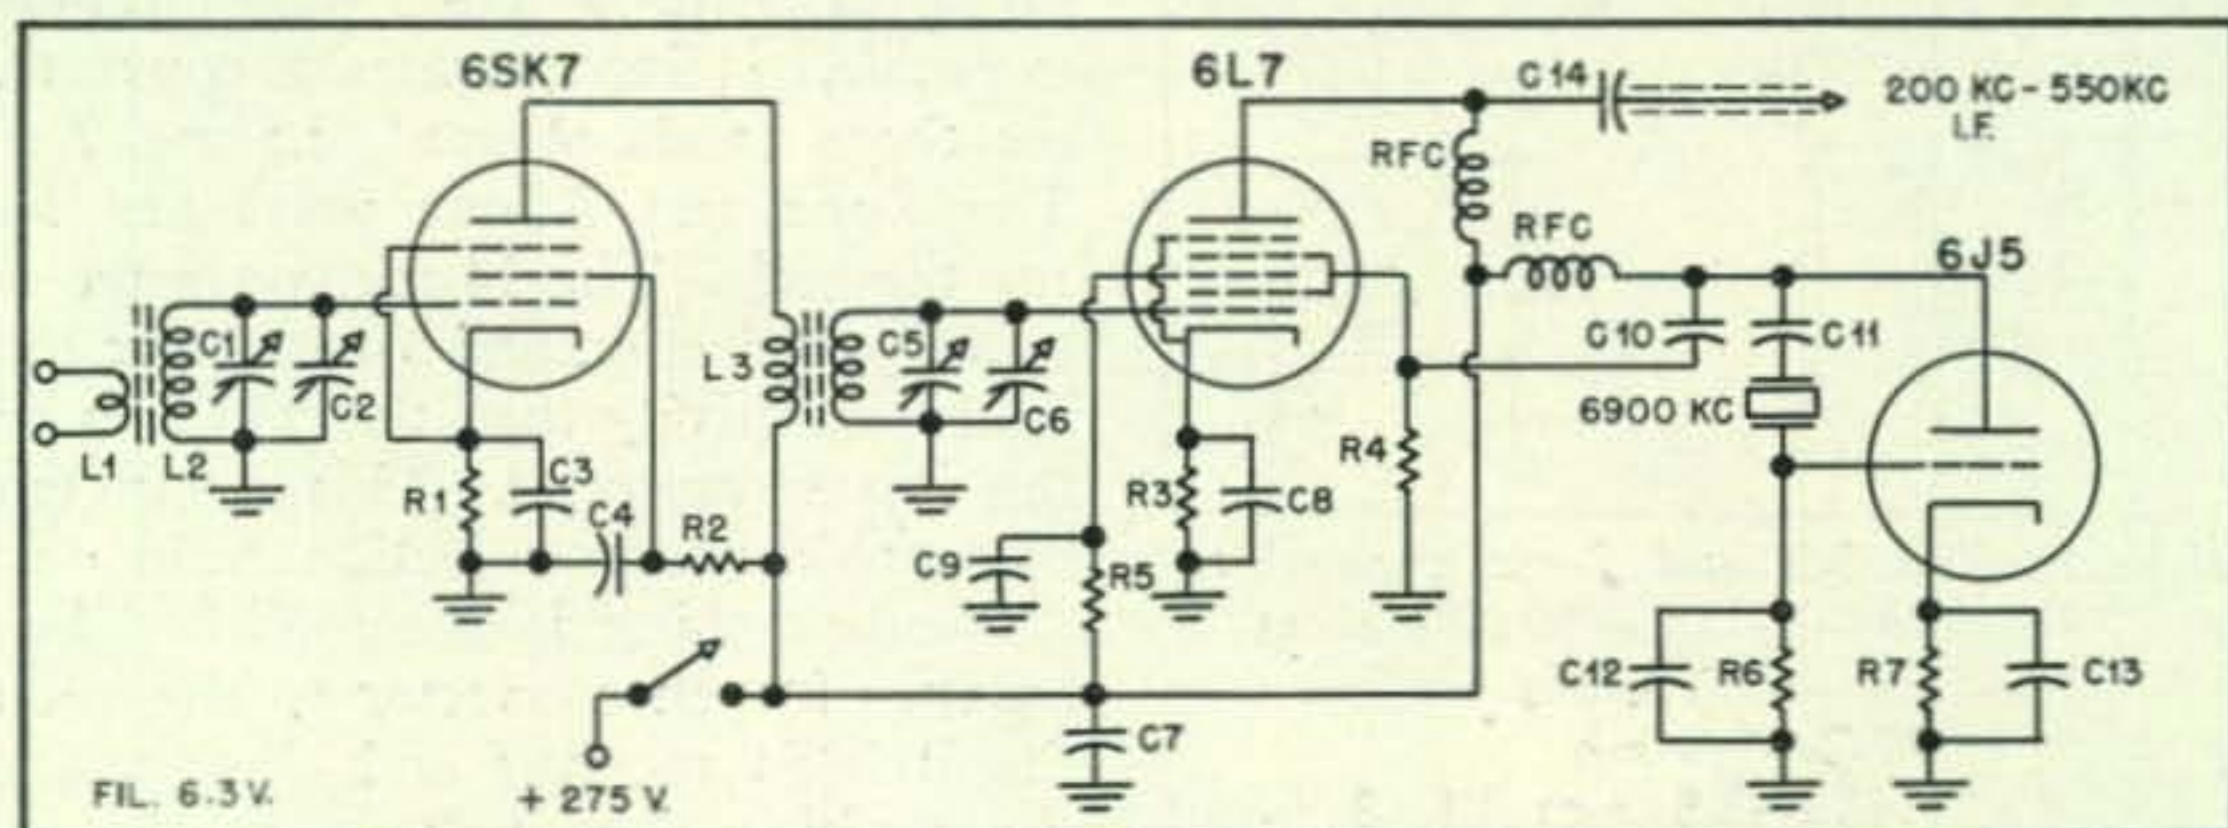 6SK7
6L7
C14
200 KC - 550KC
I.F.
RFC
RFC
6J5
C1
C2
L1
L2
L3
C5
C6
C10
C11
6900 KC
R1
C3
C4
R2
R3
C8
R4
C9
R5
C12
R6
R7
C13
C7
FIL. 6.3 V.
+ 275 V.